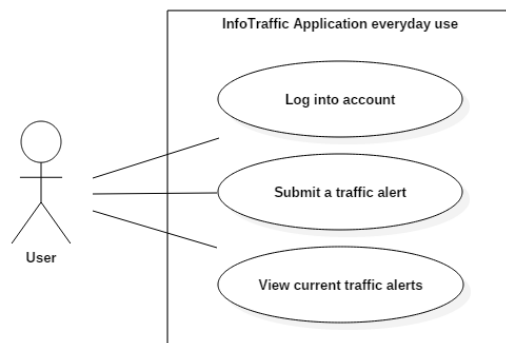 InfoTraffic Application everyday use
Log into account
Submit a traffic alert
User
View current traffic alerts